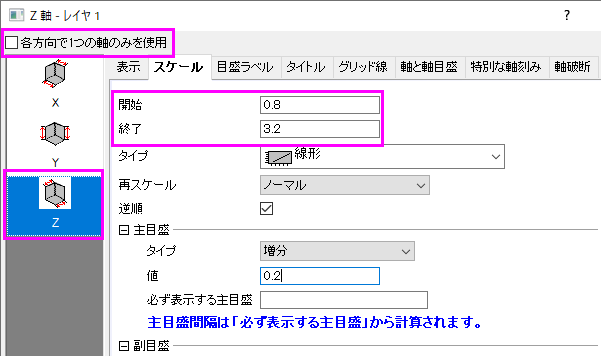 Z 軸 - レイヤ 1
?
各方向で1つの軸のみを使用
表示 スケール 目盛ラベル タイトル グリッド線 軸と軸目盛 特別な軸刻み 軸破断
X
Y
Z
開始 0.8
終了 3.2
タイプ 線形
再スケール ノーマル
逆順
主目盛
タイプ 増分
値 0.2
必ず表示する主目盛
主目盛間隔は「必ず表示する主目盛」から計算されます。
副目盛